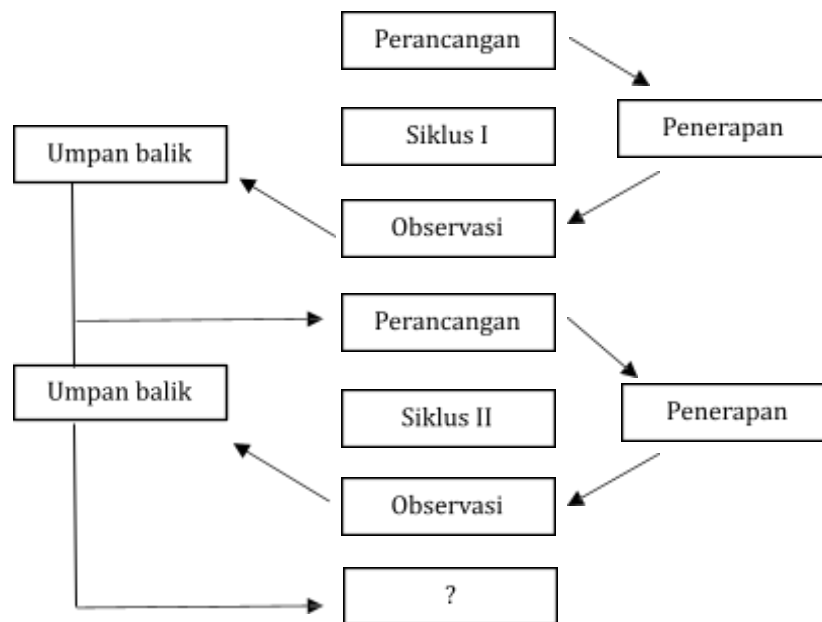 Perancangan
Penerapan
Siklus I
Umpan balik
Observasi
Perancangan
Umpan balik
Siklus II
Penerapan
Observasi
?